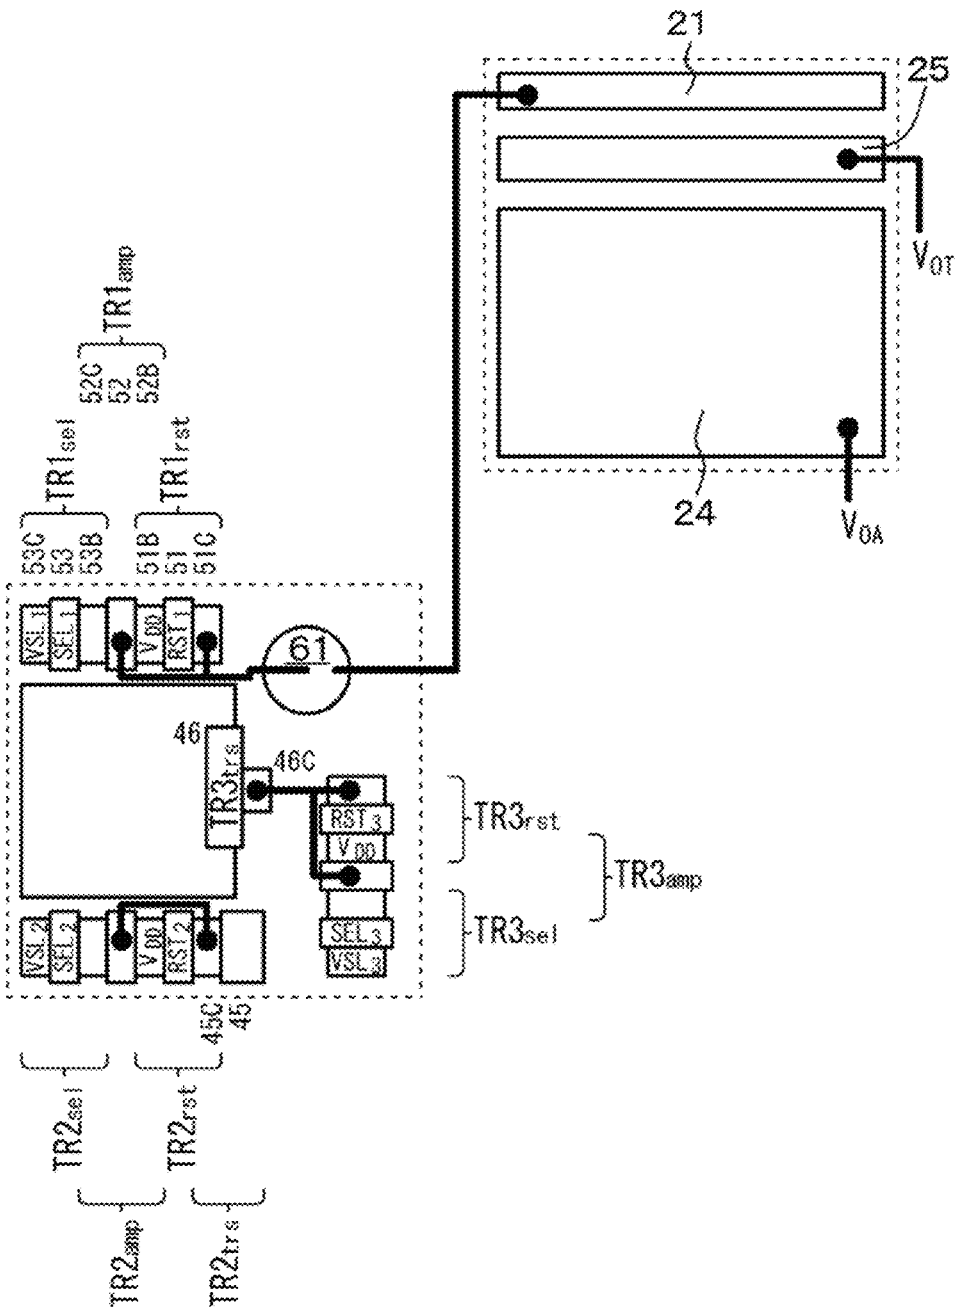 21
25
V_OT
24
V_OA
TR1amp
52C
52
52B
TR1sel
TR1rst
53C
53
53B
51B
51
51C
VSL1
SEL1
VDD
RST1
61
46
TR3trs
46C
RST3
VDD
SEL3
VSL3
TR3rst
TR3amp
TR3sel
VSL2
SEL2
VDD
RST2
45C
45
TR2sel
TR2rst
TR2amp
TR2trs